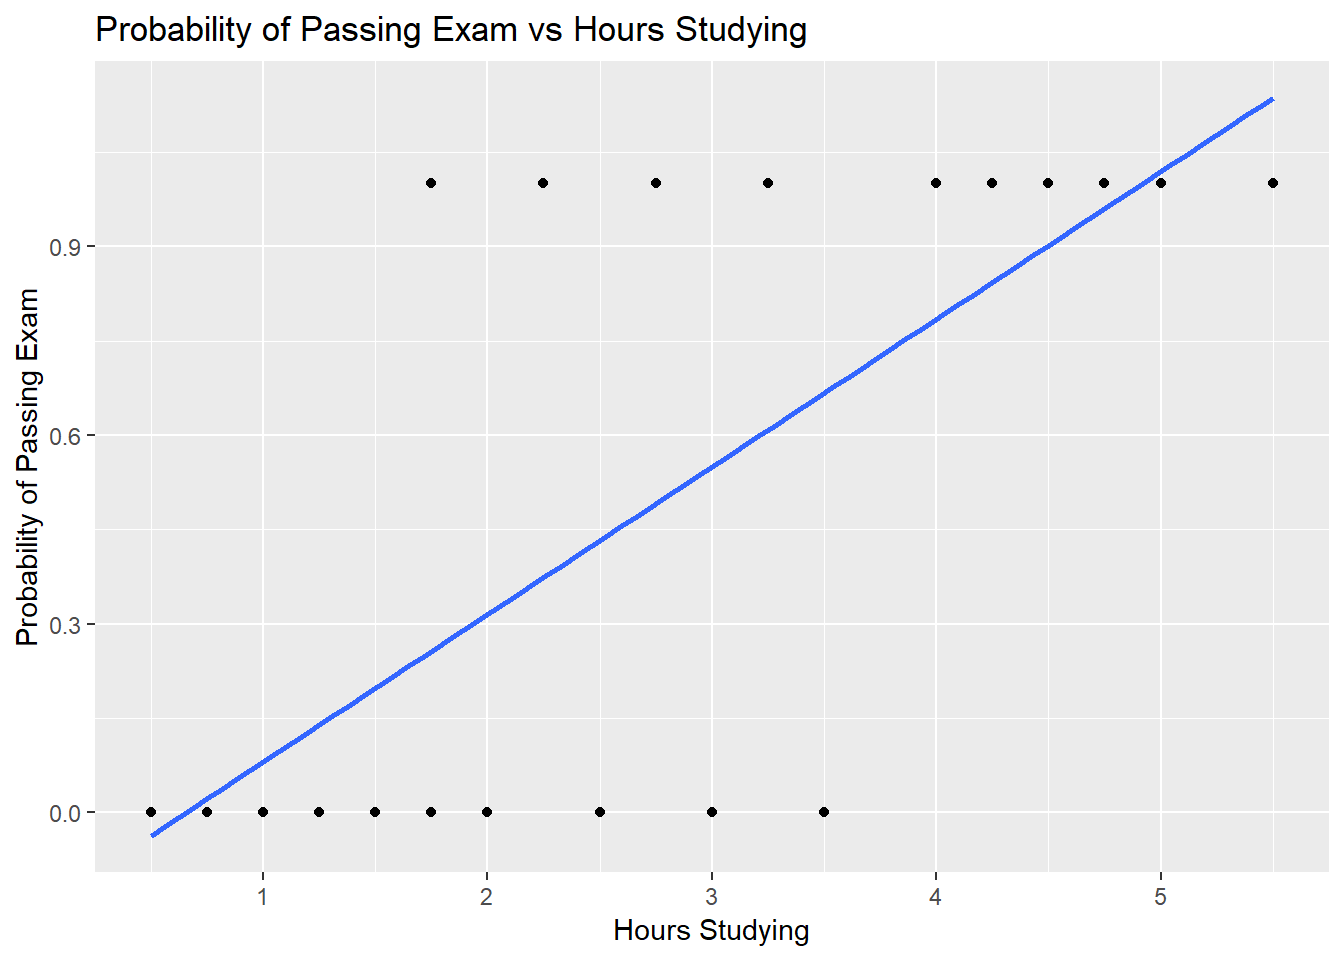 Probability of Passing Exam vs Hours Studying
Probability of Passing Exam
0.9
0.6
0.3
0.0
1 2 3 4 5
Hours Studying